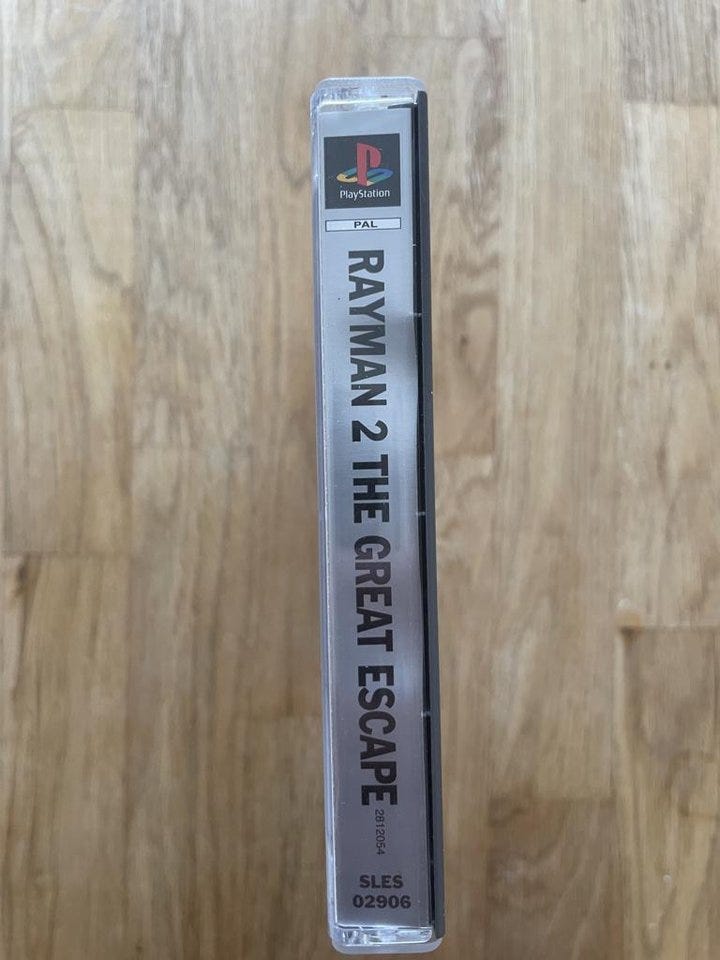 PlayStation
PAL
RAYMAN 2 THE GREAT ESCAPE
2812054
SLES
02906